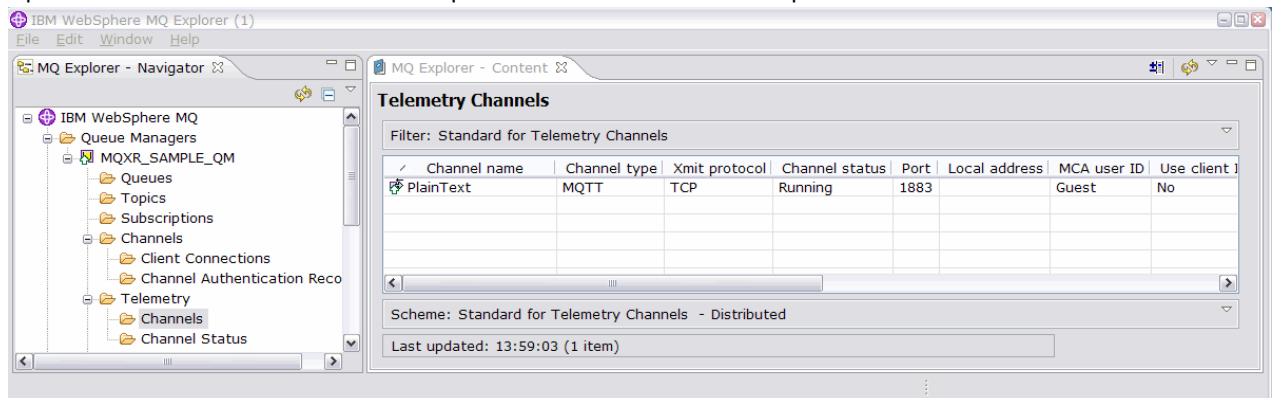 IBM WebSphere MQ Explorer (1)
File Edit Window Help
MQ Explorer - Navigator
IBM WebSphere MQ
Queue Managers
MQXR_SAMPLE_QM
Queues
Topics
Subscriptions
Channels
Client Connections
Channel Authentication Reco
Telemetry
Channels
Channel Status
MQ Explorer - Content
Telemetry Channels
Filter: Standard for Telemetry Channels
Channel name Channel type Xmit protocol Channel status Port Local address MCA user ID Use client I
PlainText MQTT TCP Running 1883 Guest No
Scheme: Standard for Telemetry Channels - Distributed
Last updated: 13:59:03 (1 item)